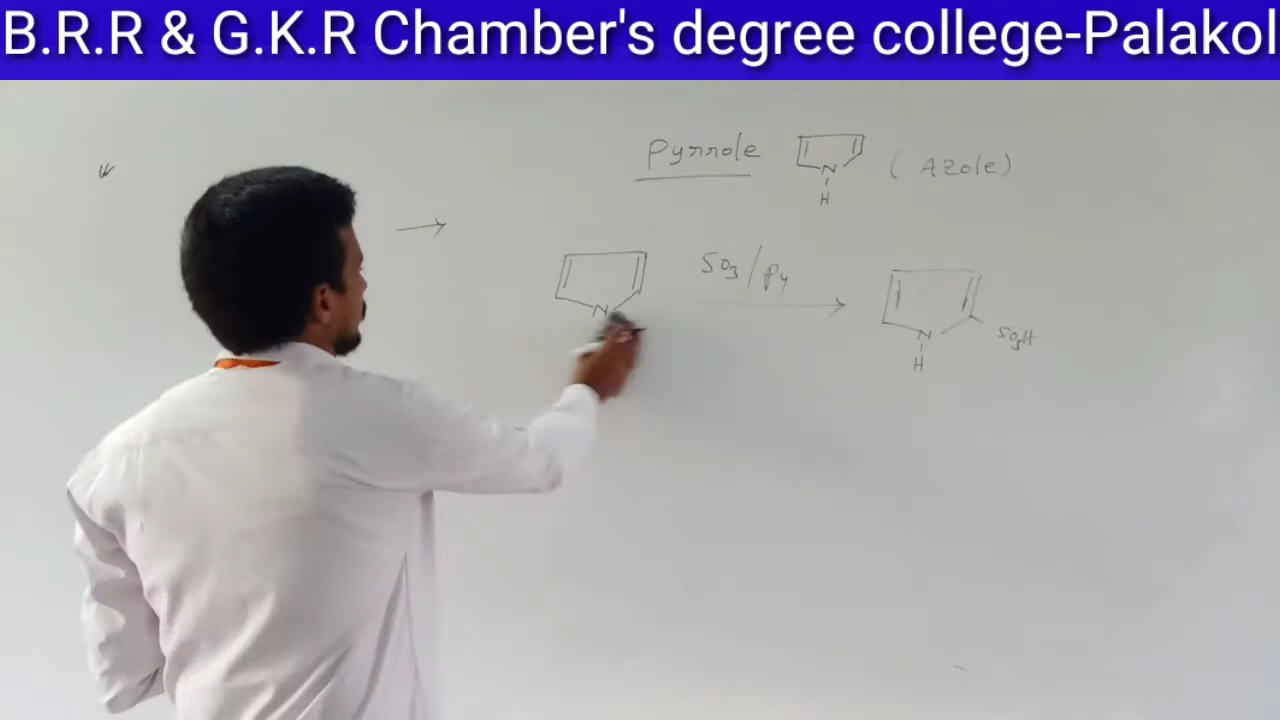 B.R.R & G.K.R Chamber's degree college-Palakol
Pyrrole N H (Azole)
N SO3/Py N H SO3H